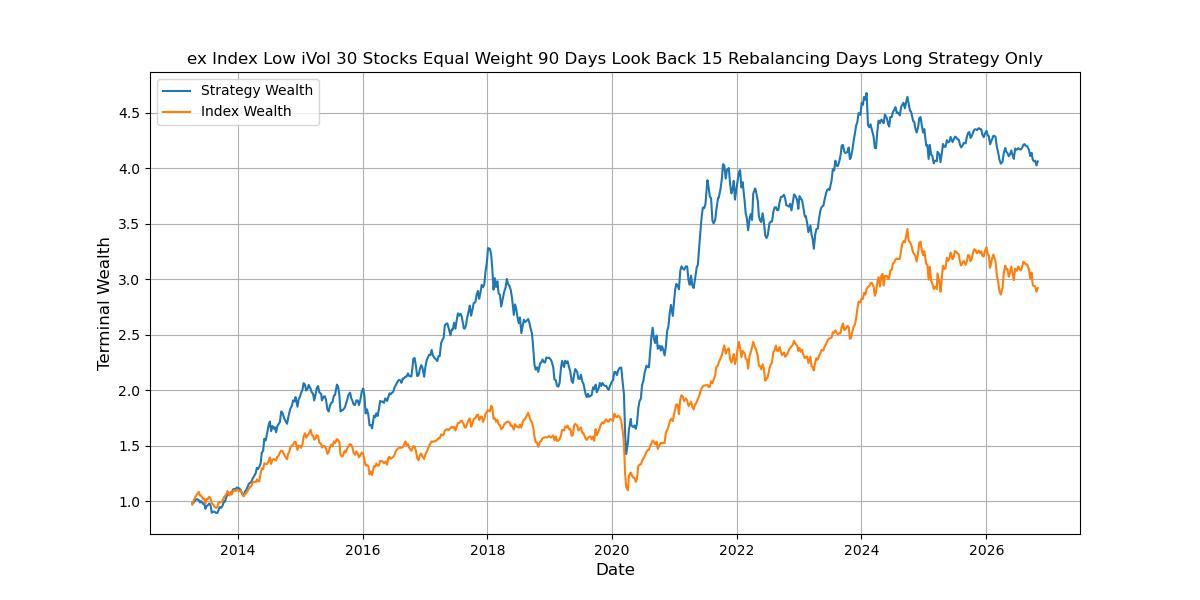 ex Index Low iVol 30 Stocks Equal Weight 90 Days Look Back 15 Rebalancing Days Long Strategy Only
Strategy Wealth
Index Wealth
Terminal Wealth
4.5
4.0
3.5
3.0
2.5
2.0
1.5
1.0
2014 2016 2018 2020 2022 2024 2026
Date